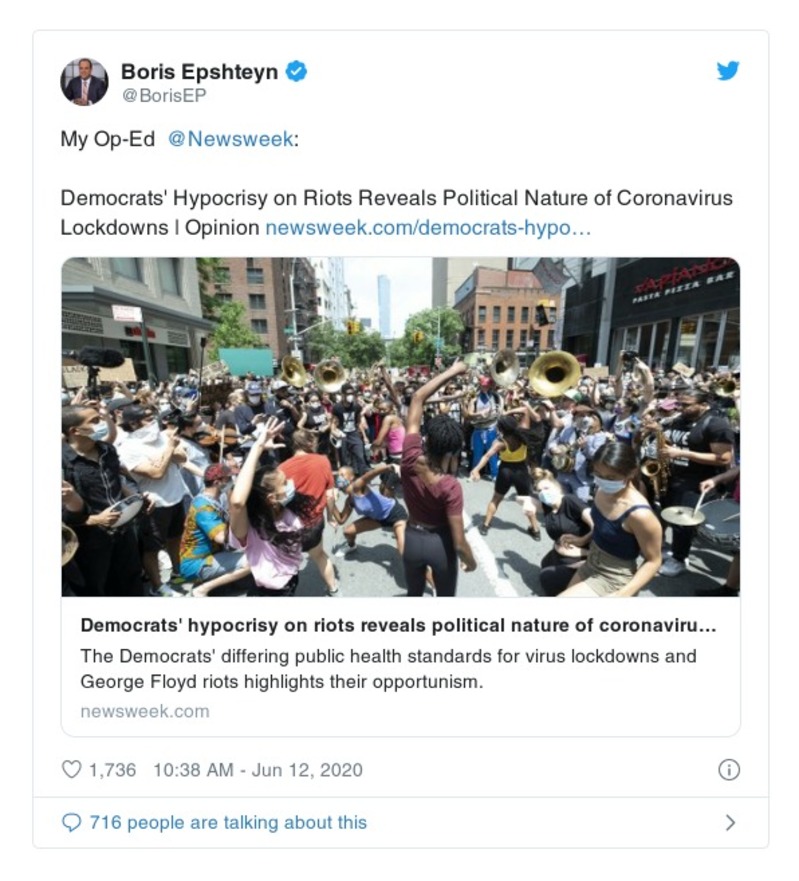 Boris Epshteyn
@BorisEP
My Op-Ed @Newsweek:
Democrats' Hypocrisy on Riots Reveals Political Nature of Coronavirus
Lockdowns | Opinion newsweek.com/democrats-hypo…
PASTA PIZZA BAR
Democrats' hypocrisy on riots reveals political nature of coronaviru...
The Democrats' differing public health standards for virus lockdowns and
George Floyd riots highlights their opportunism.
newsweek.com
1,736 10:38 AM - Jun 12, 2020
716 people are talking about this